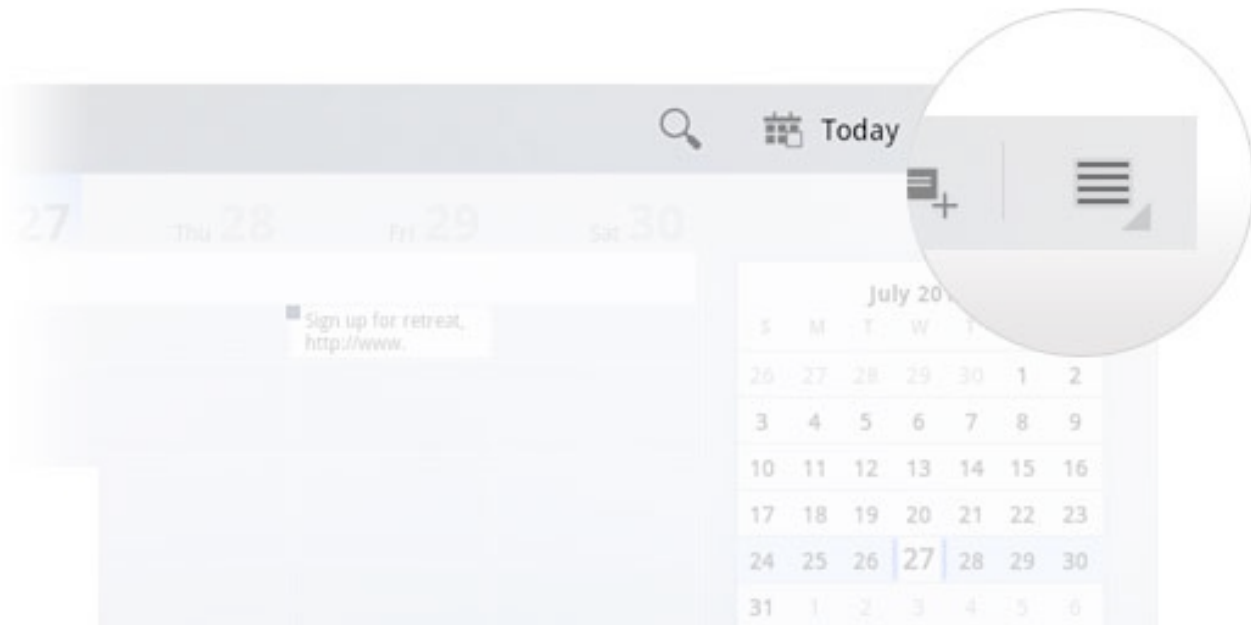 Today
27 Thu 28 Fri 29 Sat 30
Sign up for retreat,
http://www.
July 20
S M T W T
26 27 28 29 30 1 2
3 4 5 6 7 8 9
10 11 12 13 14 15 16
17 18 19 20 21 22 23
24 25 26 27 28 29 30
31 1 2 3 4 5 6